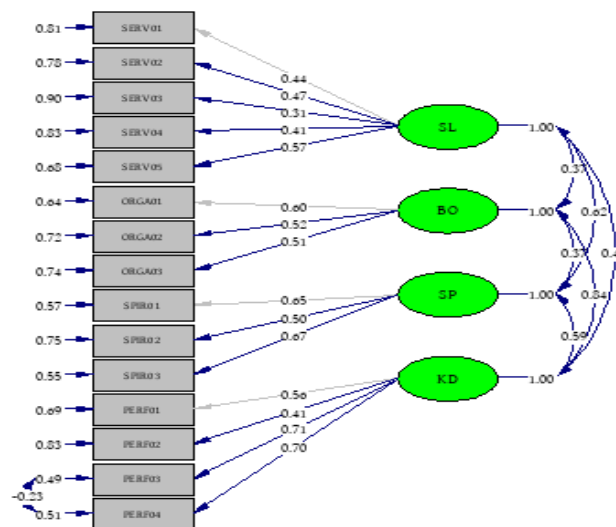 0.81 SERV01
0.78 SERV02
0.90 SERV03
0.83 SERV04
0.68 SERV05
0.64 ORGA01
0.72 ORGA02
0.74 ORGA03
0.57 SPIR01
0.75 SPIR02
0.55 SPIR03
0.69 PERF01
0.83 PERF02
0.49 PERF03
-0.23
0.51 PERF04
0.44
0.47
0.31
0.41
0.57
0.60
0.52
0.51
0.65
0.50
0.67
0.56
0.41
0.71
0.70
SL 1.00
BO 1.00
SP 1.00
KD 1.00
0.37
0.62
0.37
0.84
0.59